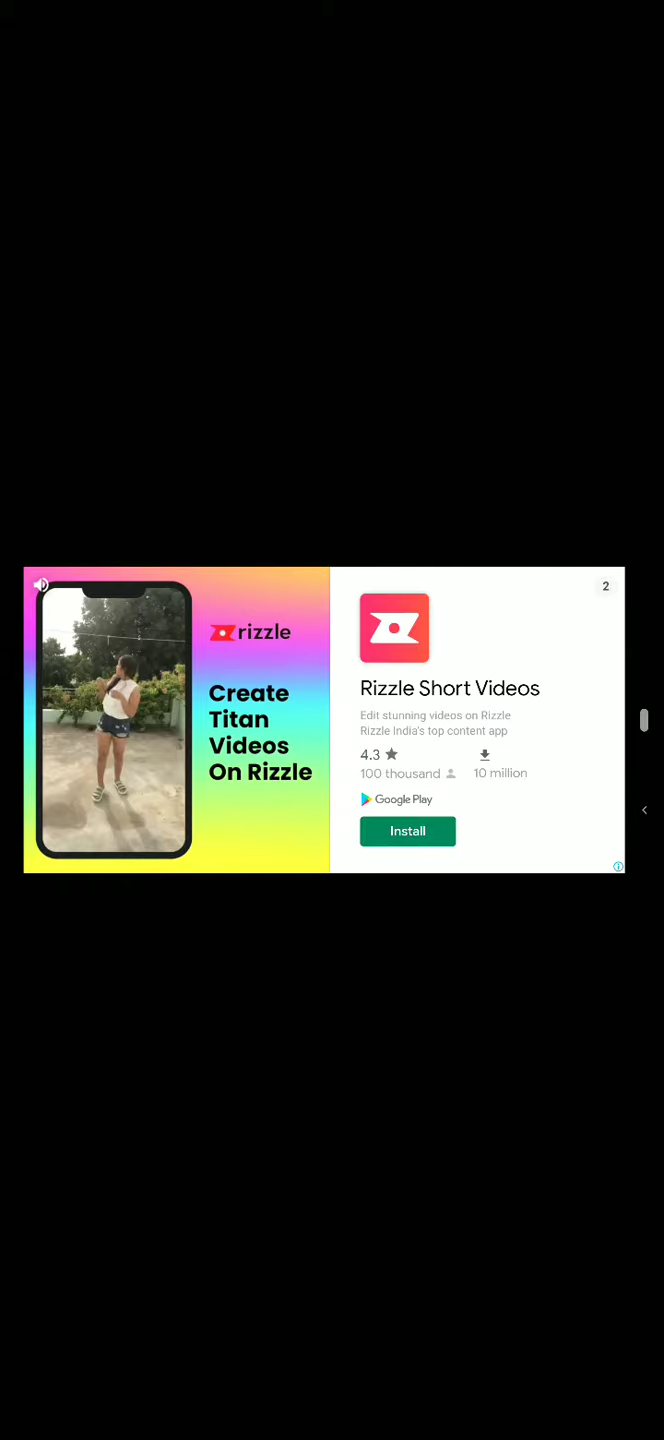 rizzle
Create
Titan
Videos
On Rizzle
2
Rizzle Short Videos
Edit stunning videos on Rizzle
Rizzle India's top content app
4.3
100 thousand
10 million
Google Play
Install